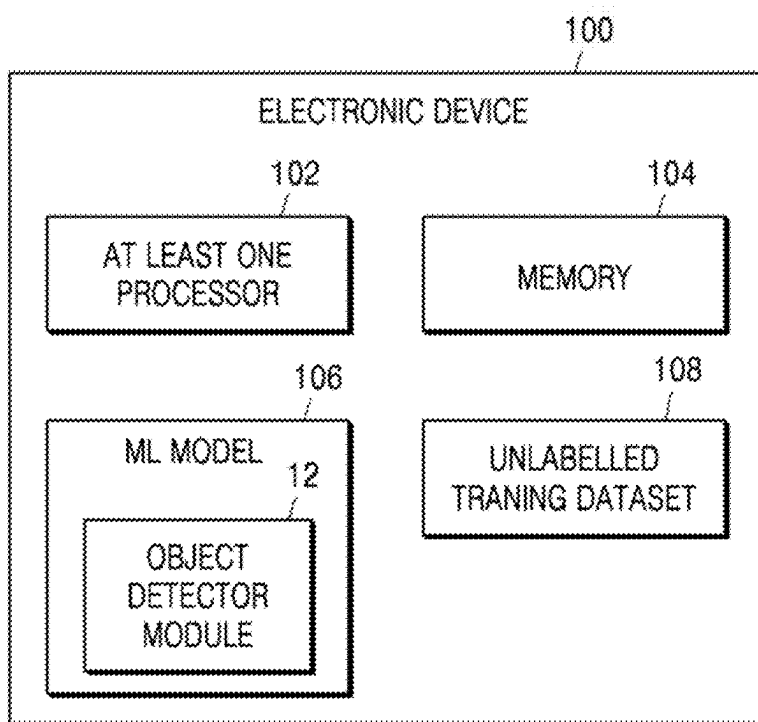 100
ELECTRONIC DEVICE
102
104
AT LEAST ONE
PROCESSOR
MEMORY
106
108
ML MODEL
12
UNLABELLED
TRANING DATASET
OBJECT
DETECTOR
MODULE